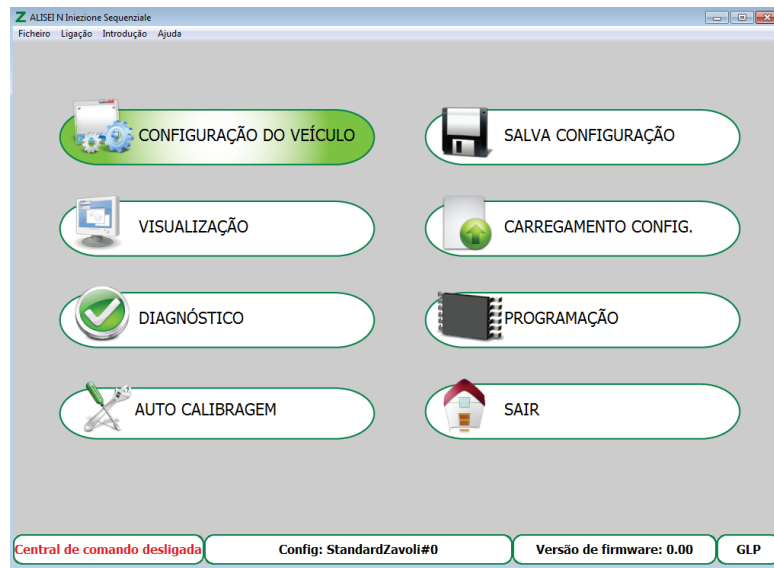 Z ALISEI N Iniezione Sequenziale
Ficheiro Ligação Introdução Ajuda
CONFIGURAÇÃO DO VEÍCULO
SALVA CONFIGURAÇÃO
VISUALIZAÇÃO
CARREGAMENTO CONFIG.
DIAGNÓSTICO
PROGRAMAÇÃO
AUTO CALIBRAGEM
SAIR
Central de comando desligada Config: StandardZavoli#0 Versão de firmware: 0.00 GLP